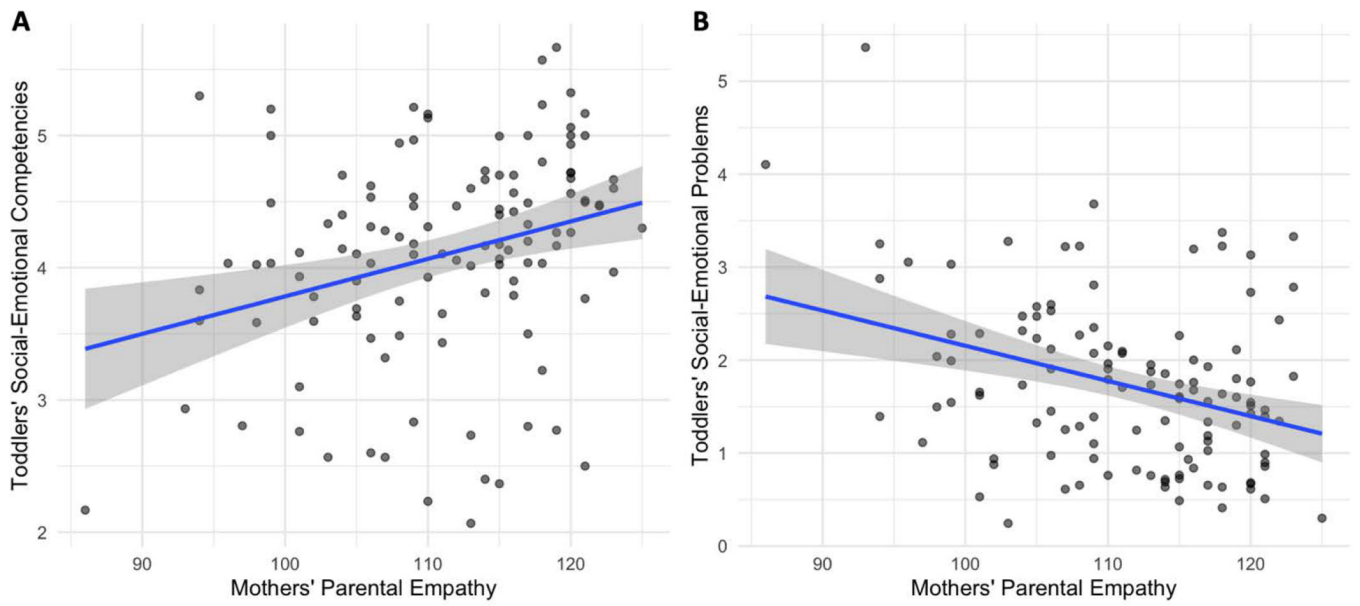 A
Toddlers' Social-Emotional Competencies
5
4
3
2
90 100 110 120
Mothers' Parental Empathy
B
Toddlers' Social-Emotional Problems
5
4
3
2
1
0
90 100 110 120
Mothers' Parental Empathy